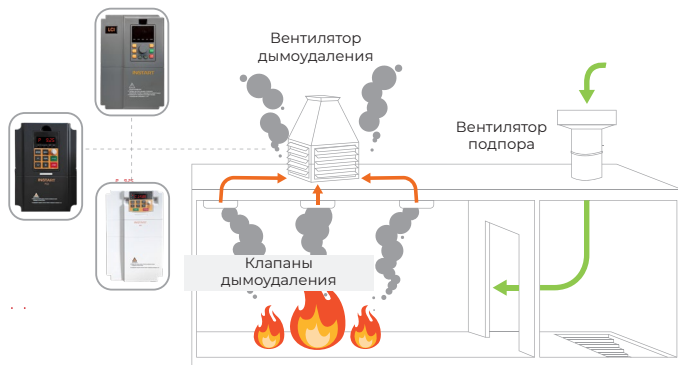 Вентилятор
дымоудаления
Вентилятор
подпора
Клапаны
дымоудаления